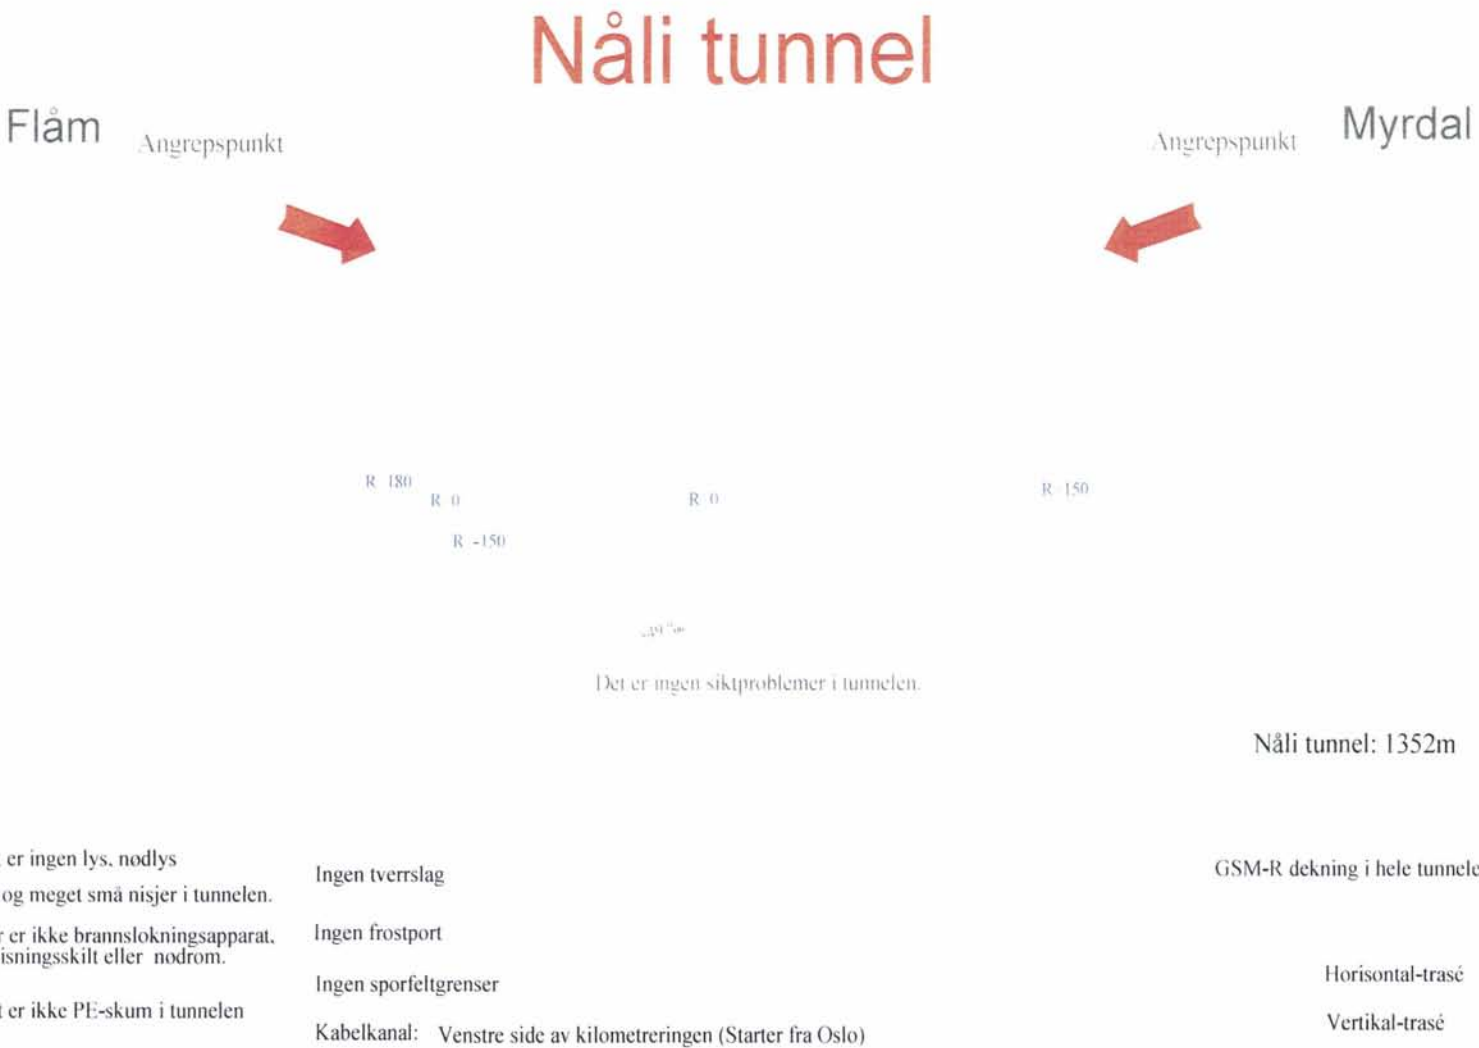 Nåli tunnel
Flåm
Angrepspunkt
Angrepspunkt
Myrdal
R 180
R 0
R -150
R 0
R 150
Det er ingen siktproblemer i tunnelen.
Nåli tunnel: 1352m
er ingen lys, nødlys
og meget små nisjer i tunnelen.
er ikke brannslokningsapparat,
isningsskilt eller nødrom.
er ikke PE-skum i tunnelen
Ingen tverrslag
Ingen frostport
Ingen sporfeltgrenser
Kabelkanal: Venstre side av kilometreringen (Starter fra Oslo)
GSM-R dekning i hele tunnele
Horisontal-trasé
Vertikal-trasé